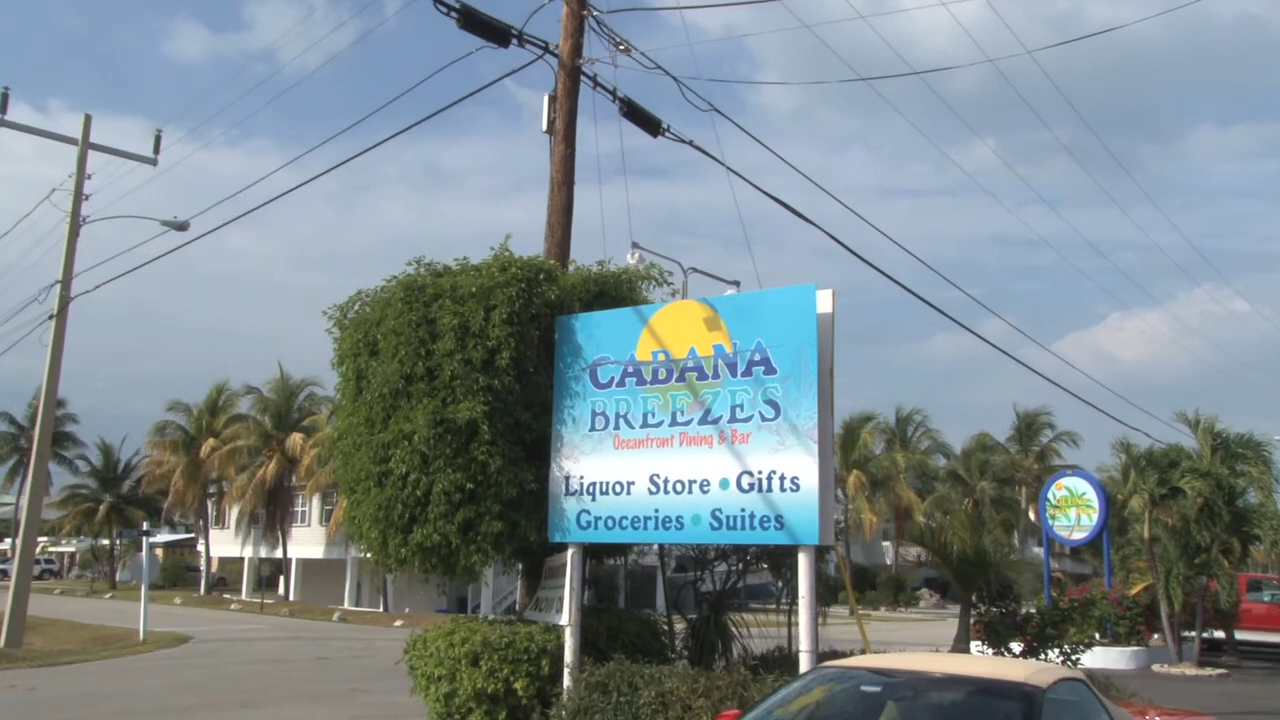 CABANA
BREEZES
Oceanfront Dining & Bar
Liquor Store • Gifts
Groceries • Suites